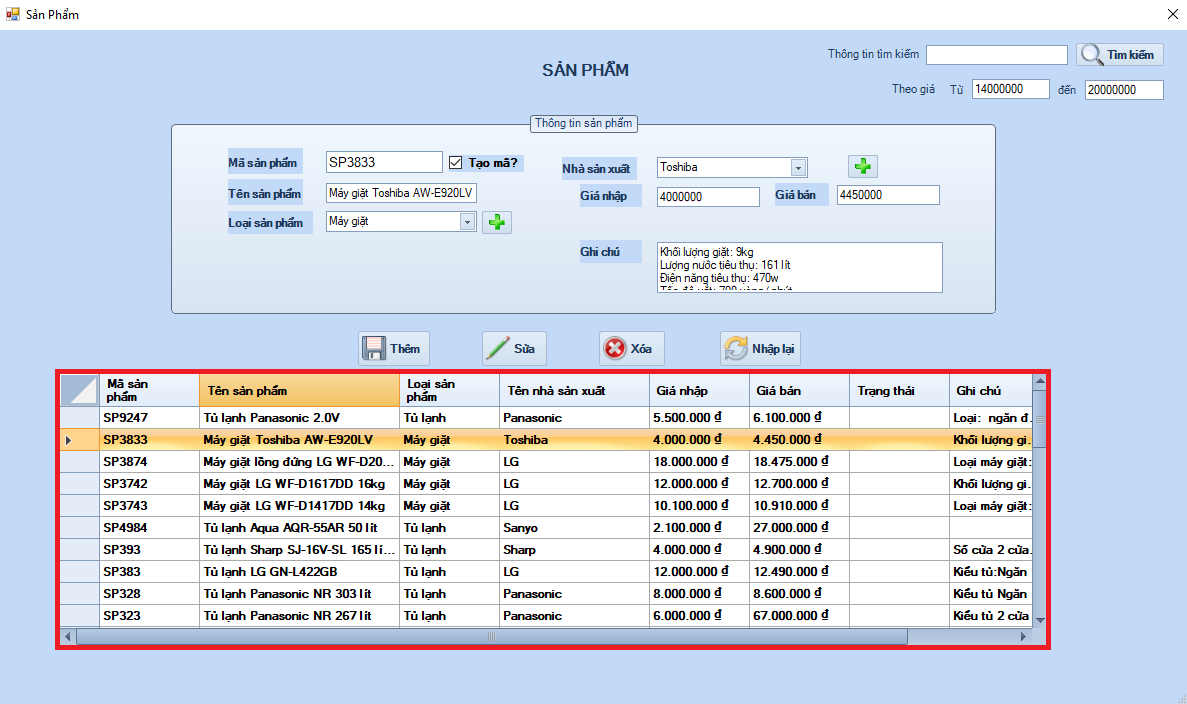 Sản Phẩm
Thông tin tìm kiếm Tìm kiếm
SẢN PHẨM
Theo giá Từ 14000000 đến 20000000
Thông tin sản phẩm
Mã sản phẩm SP3833 Tạo mã? Nhà sản xuất Toshiba
Tên sản phẩm Máy giặt Toshiba AW-E920LV Giá nhập 4000000 Giá bán 4450000
Loại sản phẩm Máy giặt
Ghi chú Khối lượng giặt: 9kg
Lượng nước tiêu thụ: 161 lít
Điện năng tiêu thụ: 470w
Thêm Sửa Xóa Nhập lại
Mã sản phẩm Tên sản phẩm Loại sản phẩm Tên nhà sản xuất Giá nhập Giá bán Trạng thái Ghi chú
SP9247 Tủ lạnh Panasonic 2.0V Tủ lạnh Panasonic 5.500.000 ₫ 6.100.000 ₫ Loại: ngăn đ.
SP3833 Máy giặt Toshiba AW-E920LV Máy giặt Toshiba 4.000.000 ₫ 4.450.000 ₫ Khối lượng gi.
SP3874 Máy giặt lồng đứng LG WF-D20... Máy giặt LG 18.000.000 ₫ 18.475.000 ₫ Loại máy giặt:
SP3742 Máy giặt LG WF-D1617DD 16kg Máy giặt LG 12.000.000 ₫ 12.700.000 ₫ Khối lượng gi.
SP3743 Máy giặt LG WF-D1417DD 14kg Máy giặt LG 10.100.000 ₫ 10.910.000 ₫ Loại máy giặt:
SP4984 Tủ lạnh Aqua AQR-55AR 50 lít Tủ lạnh Sanyo 2.100.000 ₫ 27.000.000 ₫
SP393 Tủ lạnh Sharp SJ-16V-SL 165 lí... Tủ lạnh Sharp 4.000.000 ₫ 4.900.000 ₫ Số cửa 2 cửa.
SP383 Tủ lạnh LG GN-L422GB Tủ lạnh LG 12.000.000 ₫ 12.490.000 ₫ Kiểu tủ:Ngăn
SP328 Tủ lạnh Panasonic NR 303 lít Tủ lạnh Panasonic 8.000.000 ₫ 8.600.000 ₫ Kiểu tủ Ngăn
SP323 Tủ lạnh Panasonic NR 267 lít Tủ lạnh Panasonic 6.000.000 ₫ 67.000.000 ₫ Kiểu tủ 2 cửa